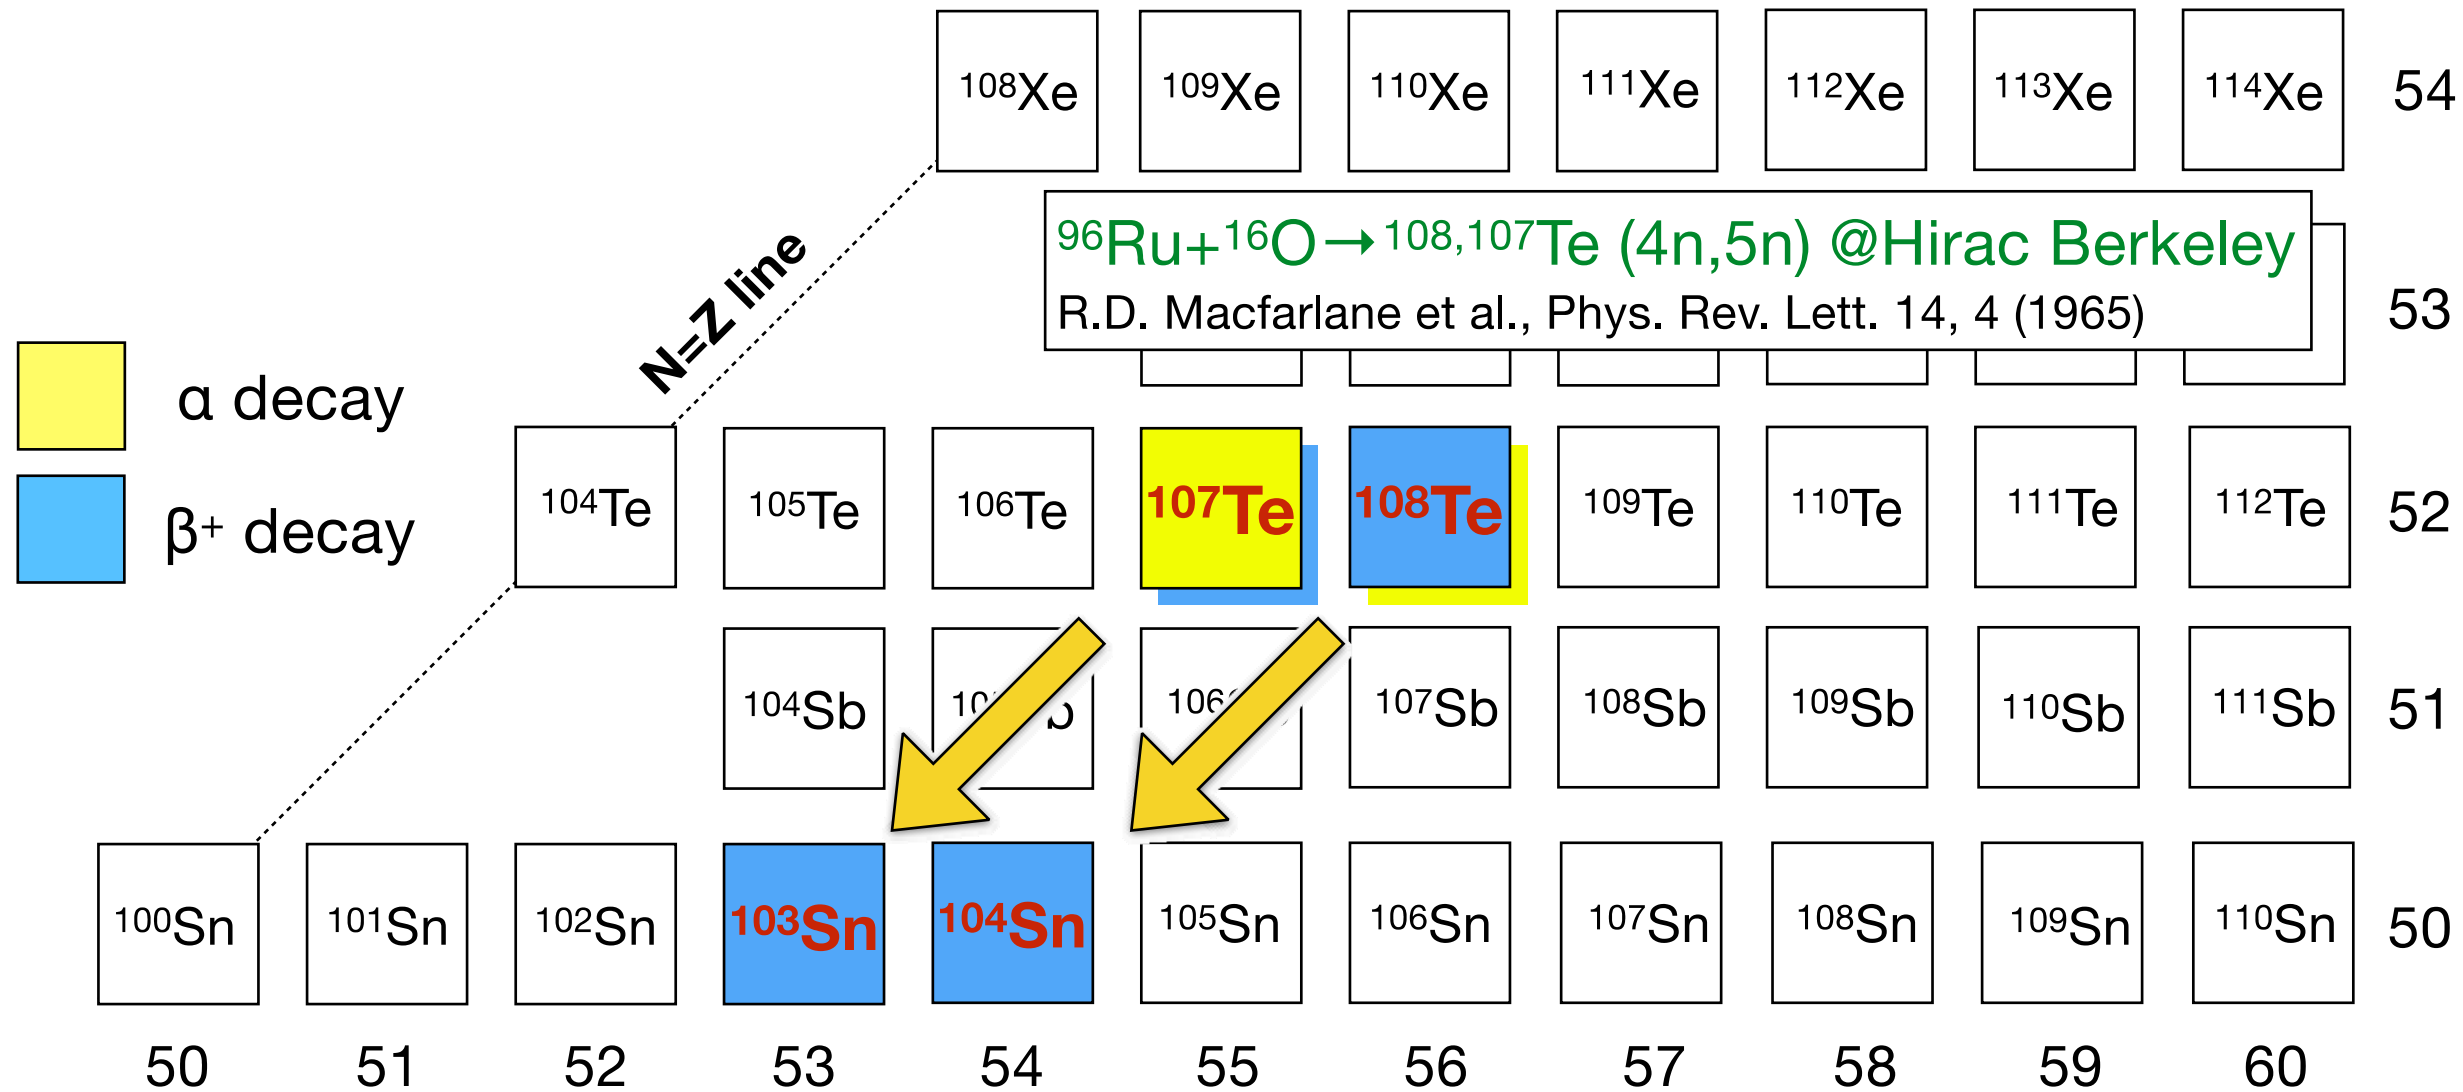 ¹⁰⁸Xe ¹⁰⁹Xe ¹¹⁰Xe ¹¹¹Xe ¹¹²Xe ¹¹³Xe ¹¹⁴Xe 54
⁹⁶Ru+¹⁶O→¹⁰⁸,¹⁰⁷Te (4n,5n) @Hirac Berkeley
R.D. Macfarlane et al., Phys. Rev. Lett. 14, 4 (1965)
53
N=Z line
α decay
β⁺ decay
¹⁰⁴Te ¹⁰⁵Te ¹⁰⁶Te ¹⁰⁷Te ¹⁰⁸Te ¹⁰⁹Te ¹¹⁰Te ¹¹¹Te ¹¹²Te 52
¹⁰⁴Sb ¹⁰⁷Sb ¹⁰⁸Sb ¹⁰⁹Sb ¹¹⁰Sb ¹¹¹Sb 51
¹⁰⁰Sn ¹⁰¹Sn ¹⁰²Sn ¹⁰³Sn ¹⁰⁴Sn ¹⁰⁵Sn ¹⁰⁶Sn ¹⁰⁷Sn ¹⁰⁸Sn ¹⁰⁹Sn ¹¹⁰Sn 50
50 51 52 53 54 55 56 57 58 59 60